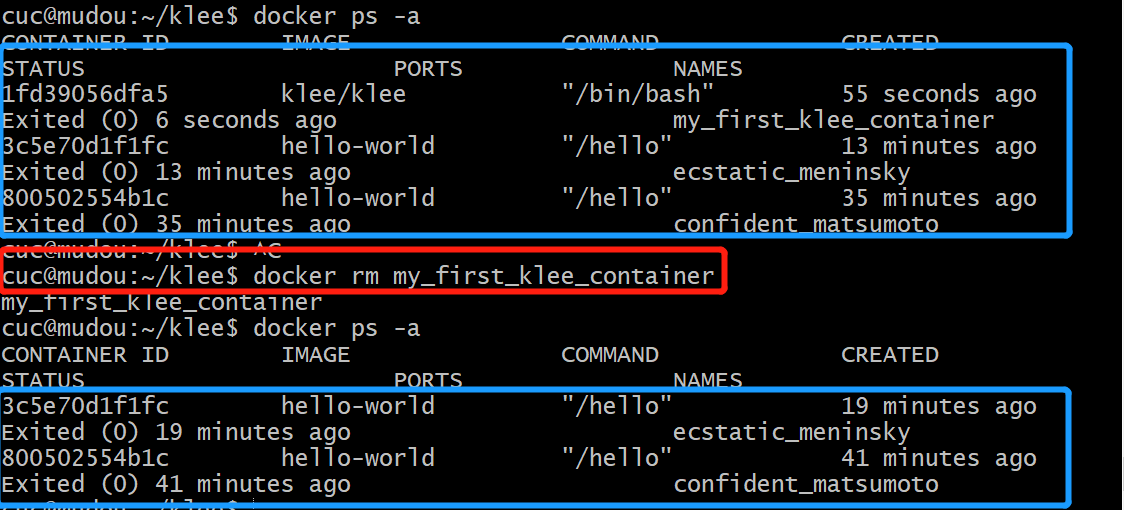 cuc@mudou:~/klee$ docker ps -a
CONTAINER ID IMAGE COMMAND CREATED
STATUS PORTS NAMES
1fd39056dfa5 klee/klee "/bin/bash" 55 seconds ago
Exited (0) 6 seconds ago my_first_klee_container
3c5e70d1f1fc hello-world "/hello" 13 minutes ago
Exited (0) 13 minutes ago ecstatic_meninsky
800502554b1c hello-world "/hello" 35 minutes ago
Exited (0) 35 minutes ago confident_matsumoto
cuc@mudou:~/klee$ ^C
cuc@mudou:~/klee$ docker rm my_first_klee_container
my_first_klee_container
cuc@mudou:~/klee$ docker ps -a
CONTAINER ID IMAGE COMMAND CREATED
STATUS PORTS NAMES
3c5e70d1f1fc hello-world "/hello" 19 minutes ago
Exited (0) 19 minutes ago ecstatic_meninsky
800502554b1c hello-world "/hello" 41 minutes ago
Exited (0) 41 minutes ago confident_matsumoto
cuc@mudou:~/klee$